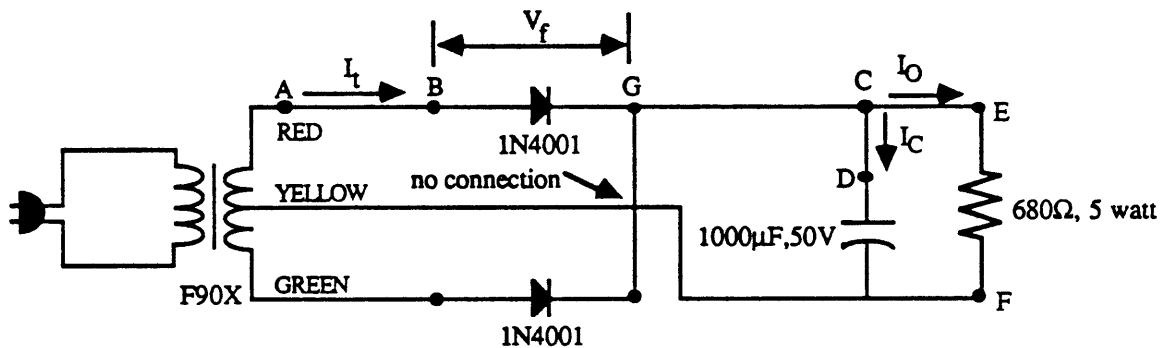 V_f
A
I_t
B
G
C
I_O
E
RED
1N4001
I_C
no connection
D
YELLOW
680Ω, 5 watt
1000μF,50V
F90X
GREEN
F
1N4001